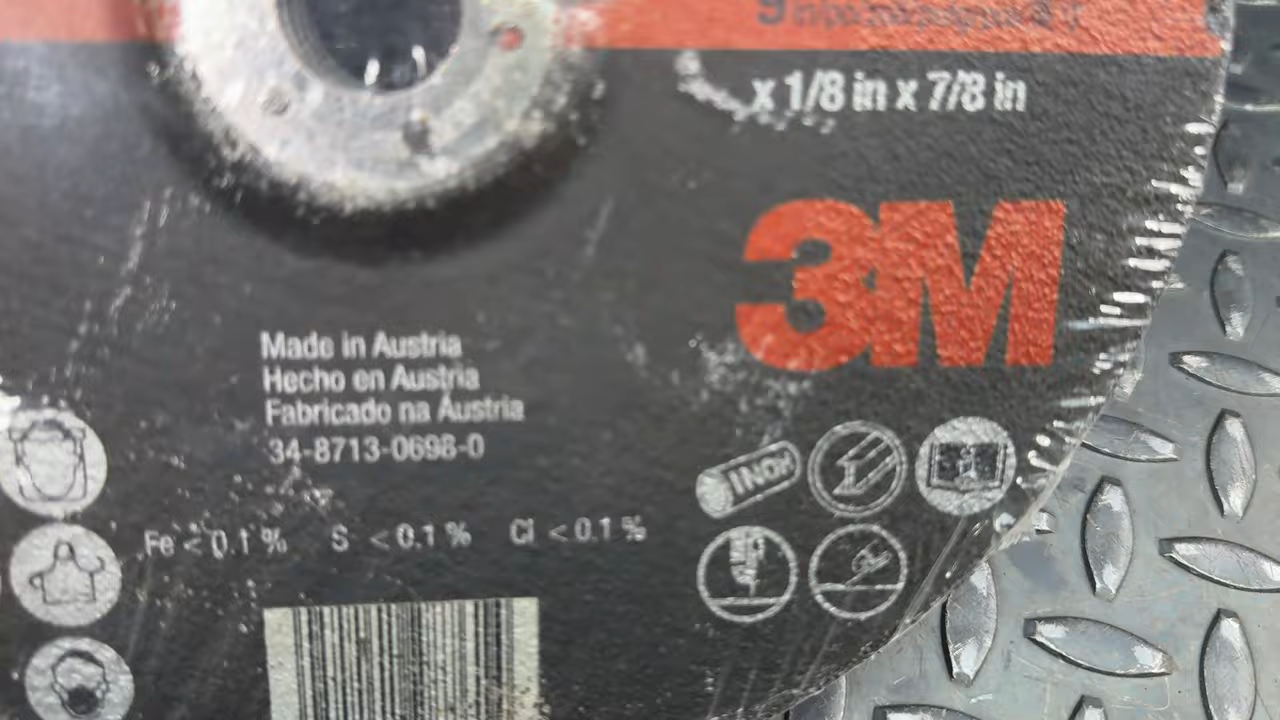 x 1/8 in x 7/8 in
3M
Made in Austria
Hecho en Austria
Fabricado na Áustria
34-8713-0698-0
INOX
Fe < 0.1 % S < 0.1 % Cl < 0.1 %